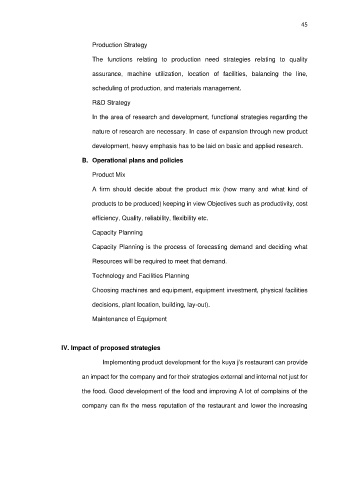 45
Production Strategy
The functions relating to production need strategies relating to quality
assurance, machine utilization, location of facilities, balancing the line,
scheduling of production, and materials management.
R&D Strategy
In the area of research and development, functional strategies regarding the
nature of research are necessary. In case of expansion through new product
development, heavy emphasis has to be laid on basic and applied research.
B. Operational plans and policies
Product Mix
A firm should decide about the product mix (how many and what kind of
products to be produced) keeping in view Objectives such as productivity, cost
efficiency, Quality, reliability, flexibility etc.
Capacity Planning
Capacity Planning is the process of forecasting demand and deciding what
Resources will be required to meet that demand.
Technology and Facilities Planning
Choosing machines and equipment, equipment investment, physical facilities
decisions, plant location, building, lay-out).
Maintenance of Equipment
IV. Impact of proposed strategies
Implementing product development for the kuya j's restaurant can provide
an impact for the company and for their strategies external and internal not just for
the food. Good development of the food and improving A lot of complains of the
company can fix the mess reputation of the restaurant and lower the increasing